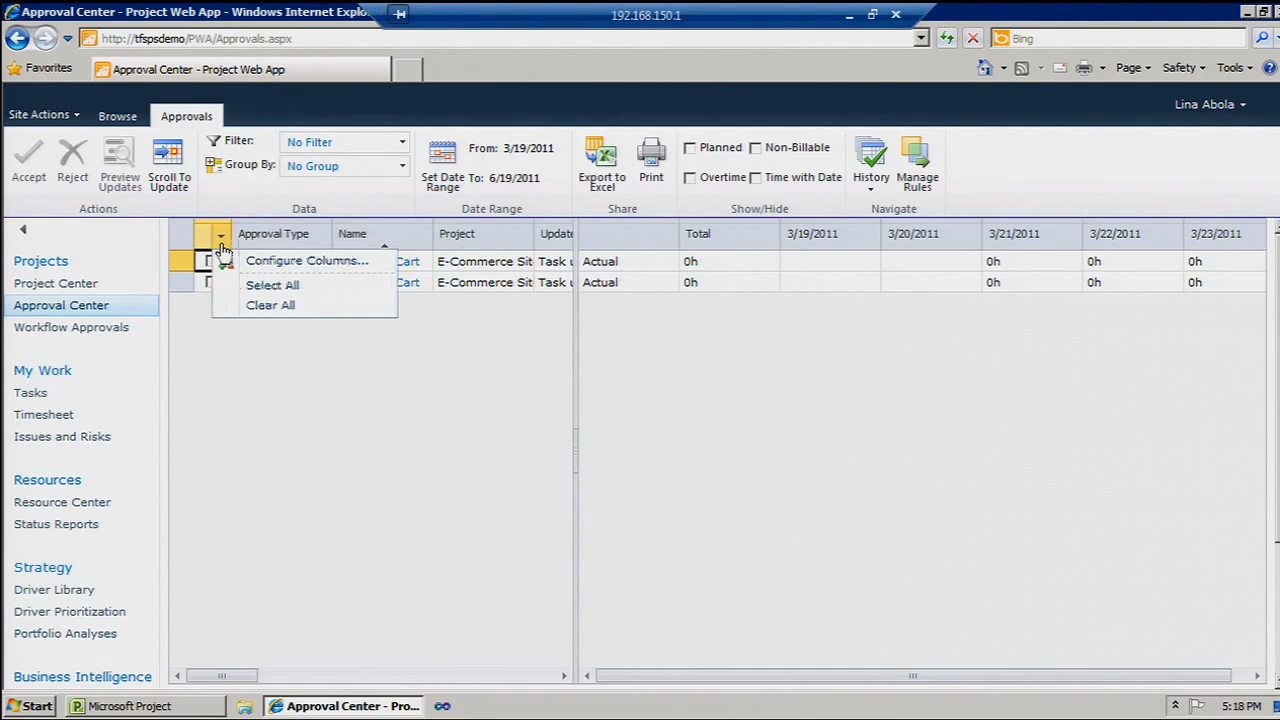 Approval Center - Project Web App - Windows Internet Explo
192.168.150.1
http://tfspsdemo/PWA/Approvals.aspx
Bing
Favorites
Approval Center - Project Web App
Page
Safety
Tools
Site Actions
Browse
Approvals
Lina Abola
Accept
Reject
Preview Updates
Scroll To Update
Actions
Filter:
No Filter
Group By:
No Group
Data
Set Date Range
From: 3/19/2011
To: 6/19/2011
Date Range
Export to Excel
Print
Share
Planned
Non-Billable
Overtime
Time with Date
Show/Hide
History
Manage Rules
Navigate
Approval Type
Name
Project
Update
Total
3/19/2011
3/20/2011
3/21/2011
3/22/2011
3/23/2011
Cart
E-Commerce Sit
Task u
Actual
0h
0h
0h
0h
Cart
E-Commerce Sit
Task u
Actual
0h
0h
0h
0h
Configure Columns...
Select All
Clear All
Projects
Project Center
Approval Center
Workflow Approvals
My Work
Tasks
Timesheet
Issues and Risks
Resources
Resource Center
Status Reports
Strategy
Driver Library
Driver Prioritization
Portfolio Analyses
Business Intelligence
Start
Microsoft Project
Approval Center - Pro...
5:18 PM